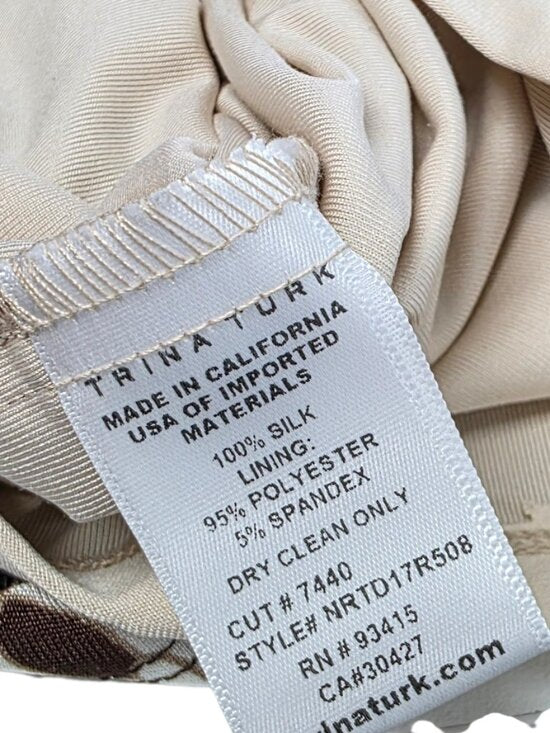 TRINA TURK
MADE IN CALIFORNIA
USA OF IMPORTED
MATERIALS
100% SILK
LINING:
95% POLYESTER
5% SPANDEX
DRY CLEAN ONLY
CUT # 7440
STYLE# NRTD17R508
RN # 93415
CA#30427
inaturk.com